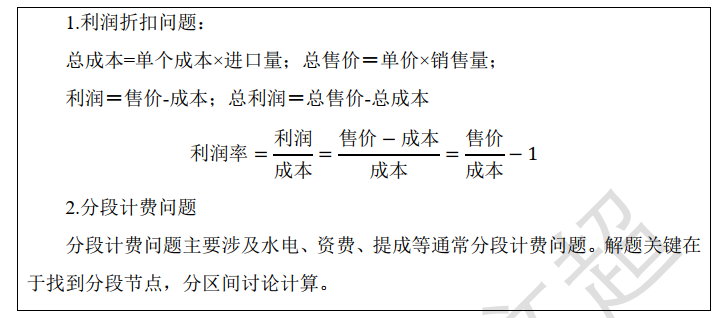 1.利润折扣问题：
总成本=单个成本×进口量；总售价＝单价×销售量；
利润＝售价-成本；总利润＝总售价-总成本
利润率 = 利润/成本 = 售价 − 成本/成本 = 售价/成本 − 1
2.分段计费问题
分段计费问题主要涉及水电、资费、提成等通常分段计费问题。解题关键在
于找到分段节点，分区间讨论计算。
超